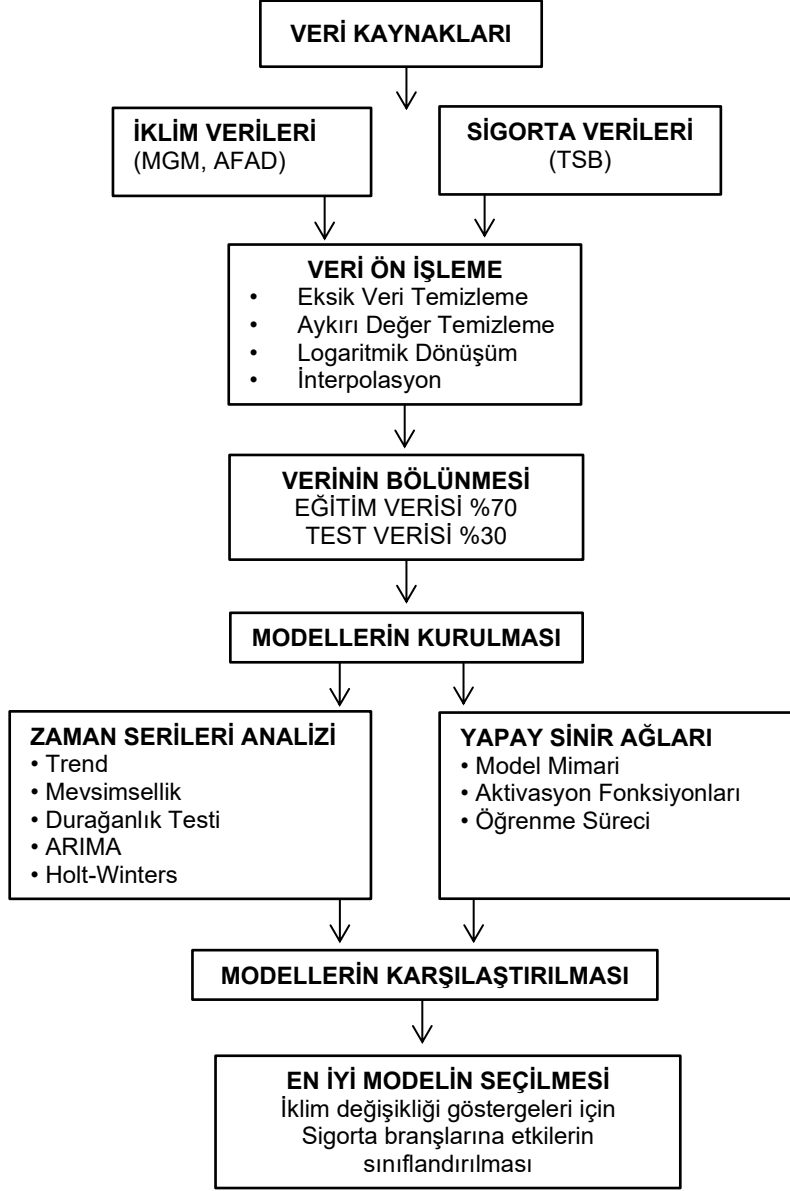 VERİ KAYNAKLARI
İKLİM VERİLERİ
(MGM, AFAD)
SİGORTA VERİLERİ
(TSB)
VERİ ÖN İŞLEME
• Eksik Veri Temizleme
• Aykırı Değer Temizleme
• Logaritmik Dönüşüm
• İnterpolasyon
VERİNİN BÖLÜNMESİ
EĞİTİM VERİSİ %70
TEST VERİSİ %30
MODELLERİN KURULMASI
ZAMAN SERİLERİ ANALİZİ
• Trend
• Mevsimsellik
• Durağanlık Testi
• ARIMA
• Holt-Winters
YAPAY SİNİR AĞLARI
• Model Mimari
• Aktivasyon Fonksiyonları
• Öğrenme Süreci
MODELLERİN KARŞILAŞTIRILMASI
EN İYİ MODELİN SEÇİLMESİ
İklim değişikliği göstergeleri için
Sigorta branşlarına etkilerin
sınıflandırılması